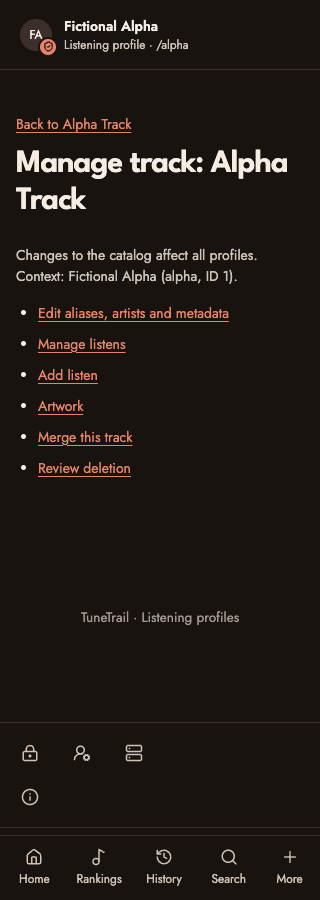 FA
Fictional Alpha
Listening profile · /alpha
Back to Alpha Track
Manage track: Alpha
Track
Changes to the catalog affect all profiles.
Context: Fictional Alpha (alpha, ID 1).
• Edit aliases, artists and metadata
• Manage listens
• Add listen
• Artwork
• Merge this track
• Review deletion
TuneTrail · Listening profiles
Home Rankings History Search More